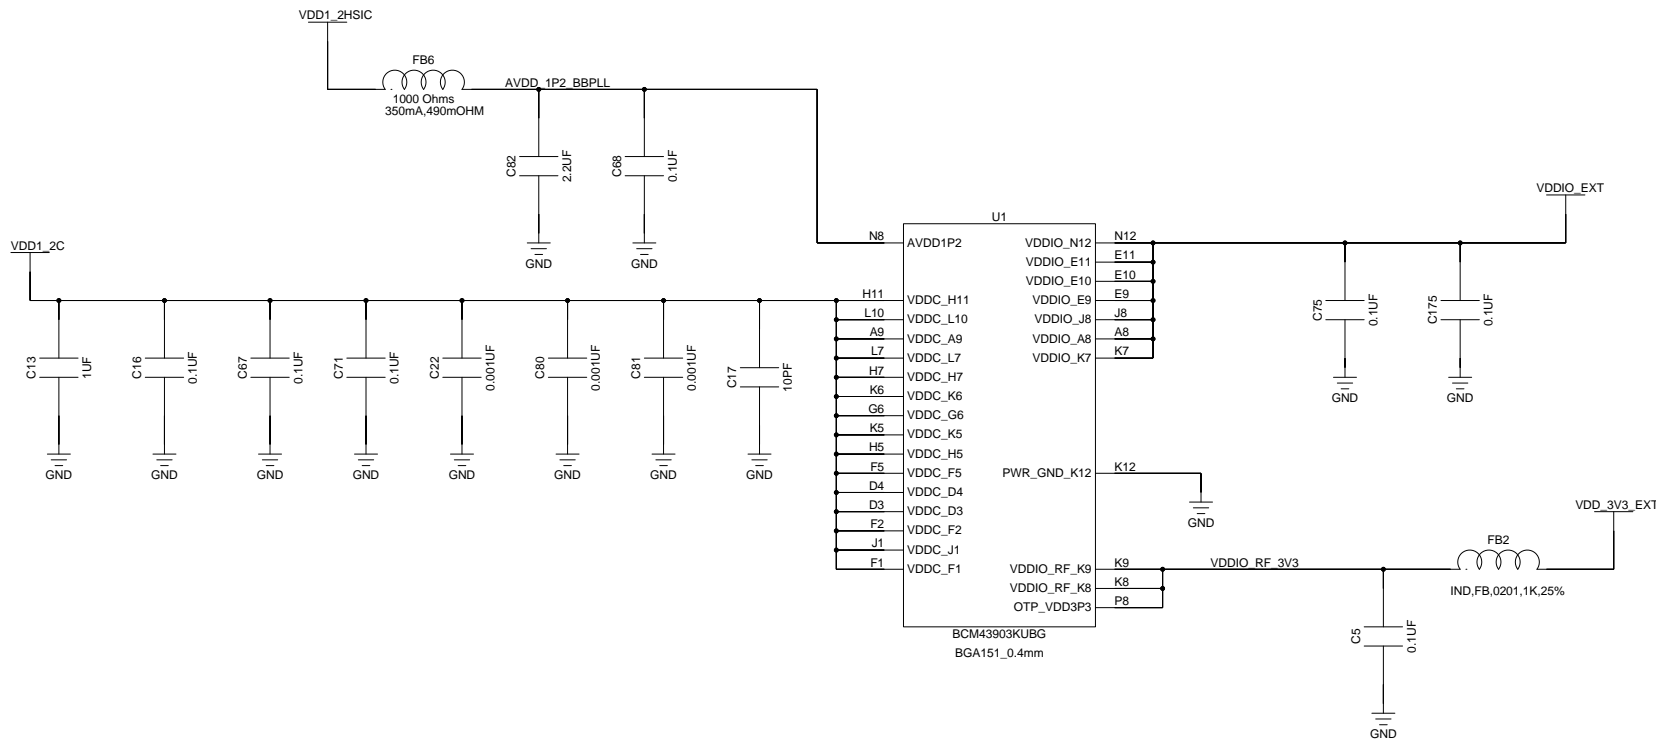 VDD1_2HSIC
FB6
1000 Ohms
350mA,490mOHM
AVDD_1P2_BBPLL
C82
2.2UF
C68
0.1UF
GND
GND
VDD1_2C
C13
1UF
C16
0.1UF
C67
0.1UF
C71
0.1UF
C22
0.001UF
C80
0.001UF
C81
0.001UF
C17
10PF
GND
GND
GND
GND
GND
GND
GND
GND
U1
N8 AVDD1P2
H11 VDDC_H11
L10 VDDC_L10
A9 VDDC_A9
L7 VDDC_L7
H7 VDDC_H7
K6 VDDC_K6
G6 VDDC_G6
K5 VDDC_K5
H5 VDDC_H5
F5 VDDC_F5
D4 VDDC_D4
D3 VDDC_D3
F2 VDDC_F2
J1 VDDC_J1
F1 VDDC_F1
VDDIO_N12 N12
VDDIO_E11 E11
VDDIO_E10 E10
VDDIO_E9 E9
VDDIO_J8 J8
VDDIO_A8 A8
VDDIO_K7 K7
PWR_GND_K12 K12
VDDIO_RF_K9 K9
VDDIO_RF_K8 K8
OTP_VDD3P3 P8
BCM43903KUBG
BGA151_0.4mm
VDDIO_EXT
C75
0.1UF
C175
0.1UF
GND
GND
GND
VDD_3V3_EXT
VDDIO_RF_3V3
FB2
IND,FB,0201,1K,25%
C5
0.1UF
GND